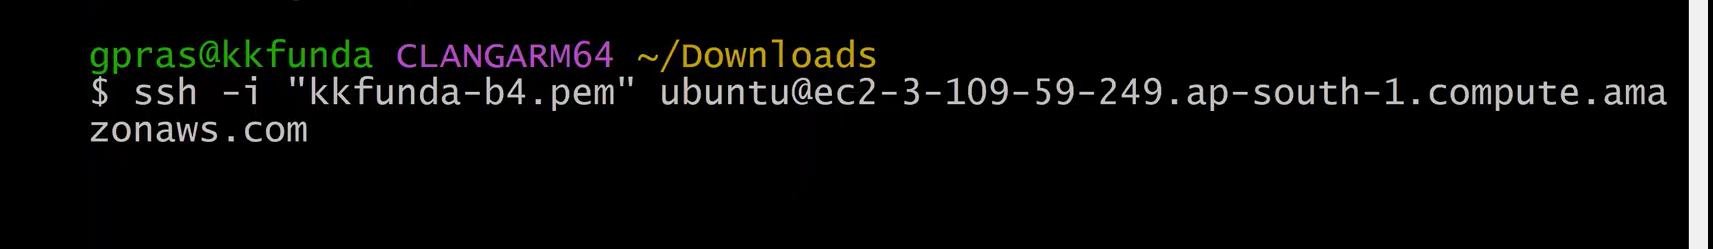 gpras@kkfunda CLANGARM64 ~/Downloads
$ ssh -i "kkfunda-b4.pem" ubuntu@ec2-3-109-59-249.ap-south-1.compute.ama
zonaws.com